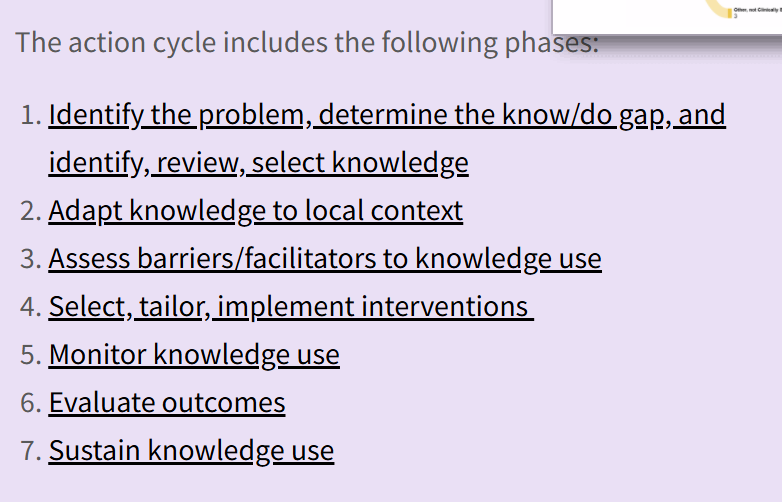 Other, not Clinically
3
The action cycle includes the following phases:
1. Identify the problem, determine the know/do gap, and
identify, review, select knowledge
2. Adapt knowledge to local context
3. Assess barriers/facilitators to knowledge use
4. Select, tailor, implement interventions
5. Monitor knowledge use
6. Evaluate outcomes
7. Sustain knowledge use